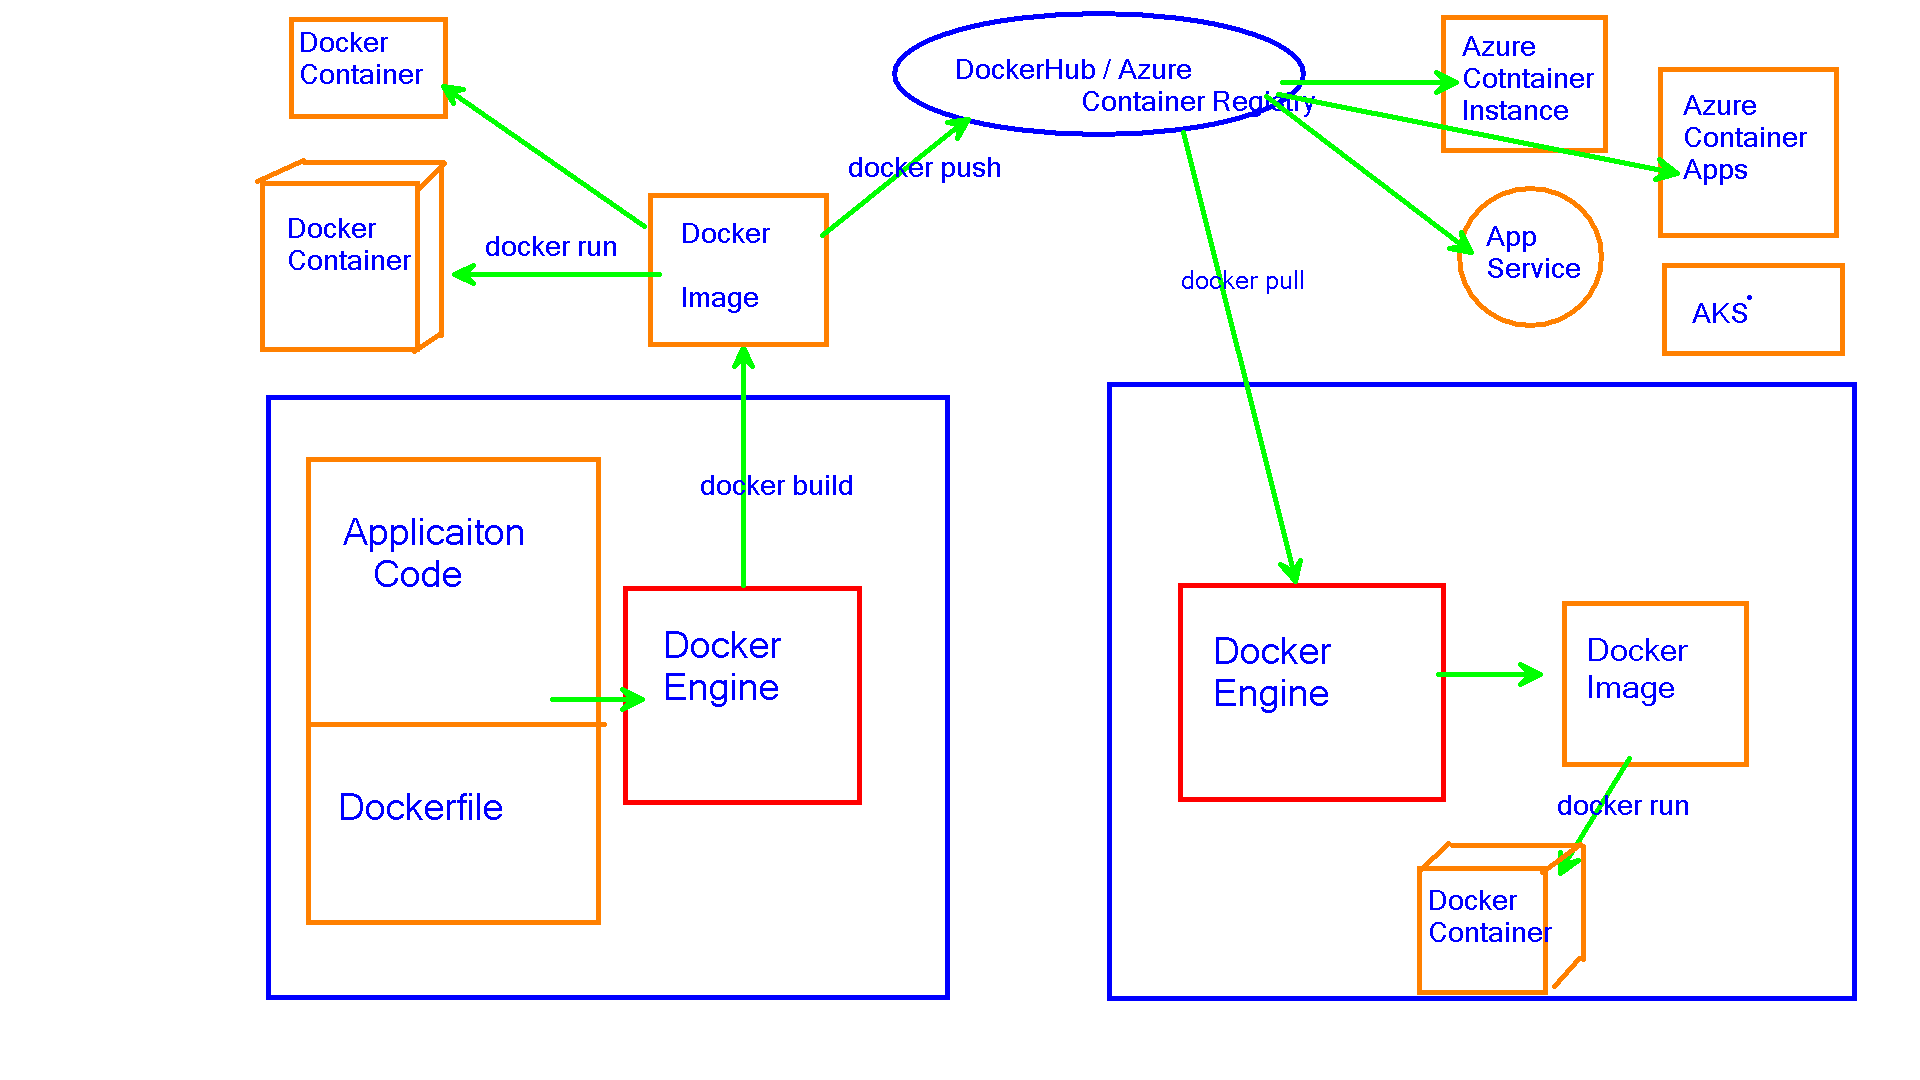 Docker
Container
DockerHub / Azure
Container Registry
Azure
Cotntainer
Instance
Azure
Container
Apps
docker push
Docker
Container
docker run
Docker
Image
docker pull
App
Service
AKS
docker build
Applicaiton
Code
Docker
Engine
Dockerfile
Docker
Engine
Docker
Image
docker run
Docker
Container